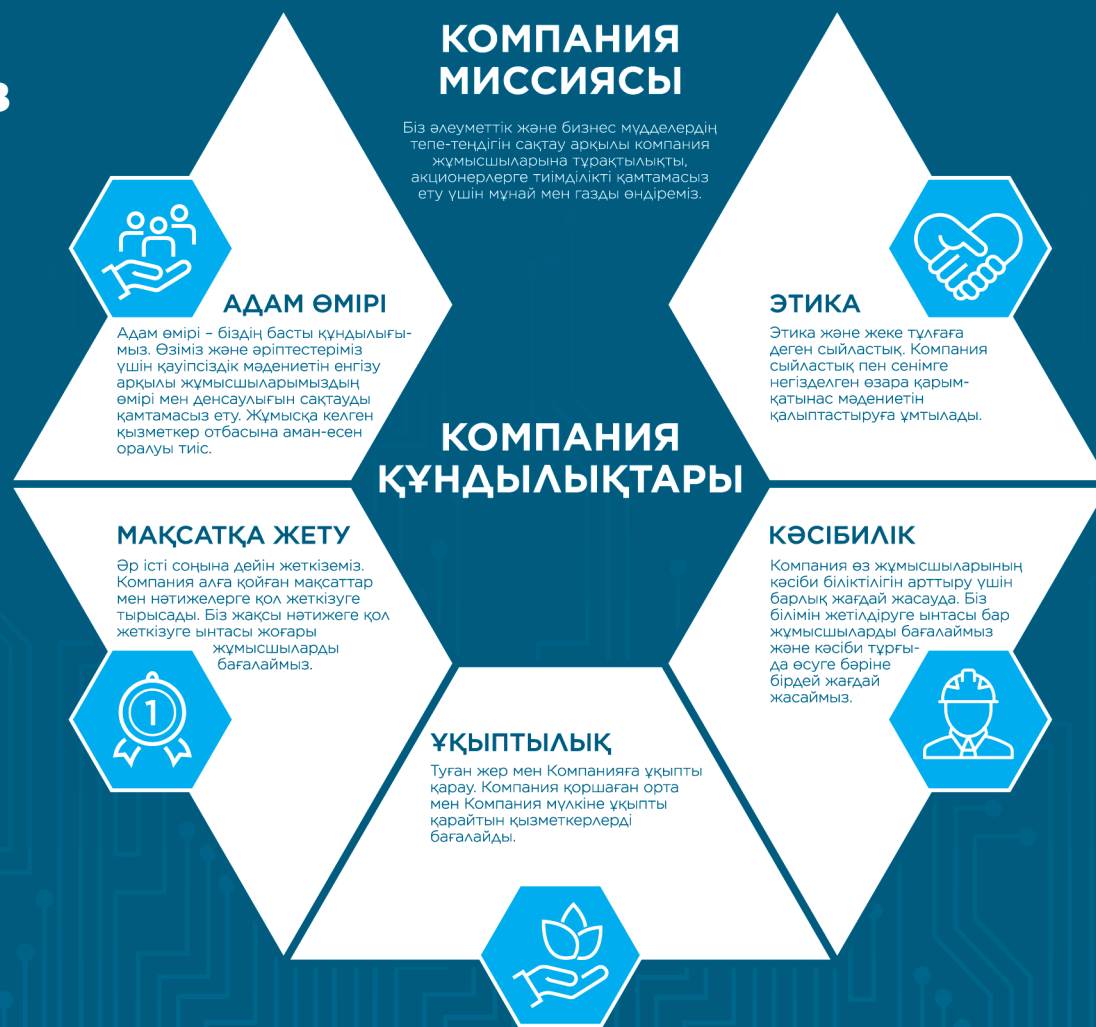 КОМПАНИЯ
МИССИЯСЫ
Біз әлеуметтік және бизнес мүдделердің
тепе-теңдігін сақтау арқылы компания
жұмысшыларына тұрақтылықты,
акционерлерге тиімділікті қамтамасыз
ету үшін мұнай мен газды өндіреміз.
АДАМ ӨМІРІ
Адам өмірі – біздің басты құндылығы-
мыз. Өзіміз және әріптестеріміз
үшін қауіпсіздік мәдениетін енгізу
арқылы жұмысшыларымыздың
өмірі мен денсаулығын сақтауды
қамтамасыз ету. Жұмысқа келген
қызметкер отбасына аман-есен
оралуы тиіс.
ЭТИКА
Этика және жеке тұлғаға
деген сыйластық. Компания
сыйластық пен сенімге
негізделген өзара қарым-
қатынас мәдениетін
қалыптастыруға ұмтылады.
КОМПАНИЯ
ҚҰНДЫЛЫҚТАРЫ
МАҚСАТҚА ЖЕТУ
Әр істі соңына дейін жеткіземіз.
Компания алға қойған мақсаттар
мен нәтижелерге қол жеткізуге
тырысады. Біз жақсы нәтижеге қол
жеткізуге ынтасы жоғары
жұмысшыларды
бағалаймыз.
1
КӘСІБИЛІК
Компания өз жұмысшыларының
кәсіби біліктілігін арттыру үшін
барлық жағдай жасауда. Біз
білімін жетілдіруге ынтасы бар
жұмысшыларды бағалаймыз
және кәсіби тұрғы-
да өсуге бәріне
бірдей жағдай
жасаймыз.
ҰҚЫПТЫЛЫҚ
Туған жер мен Компанияға ұқыпты
қарау. Компания қоршаған орта
мен Компания мүлкіне ұқыпты
қарайтын қызметкерлерді
бағалайды.